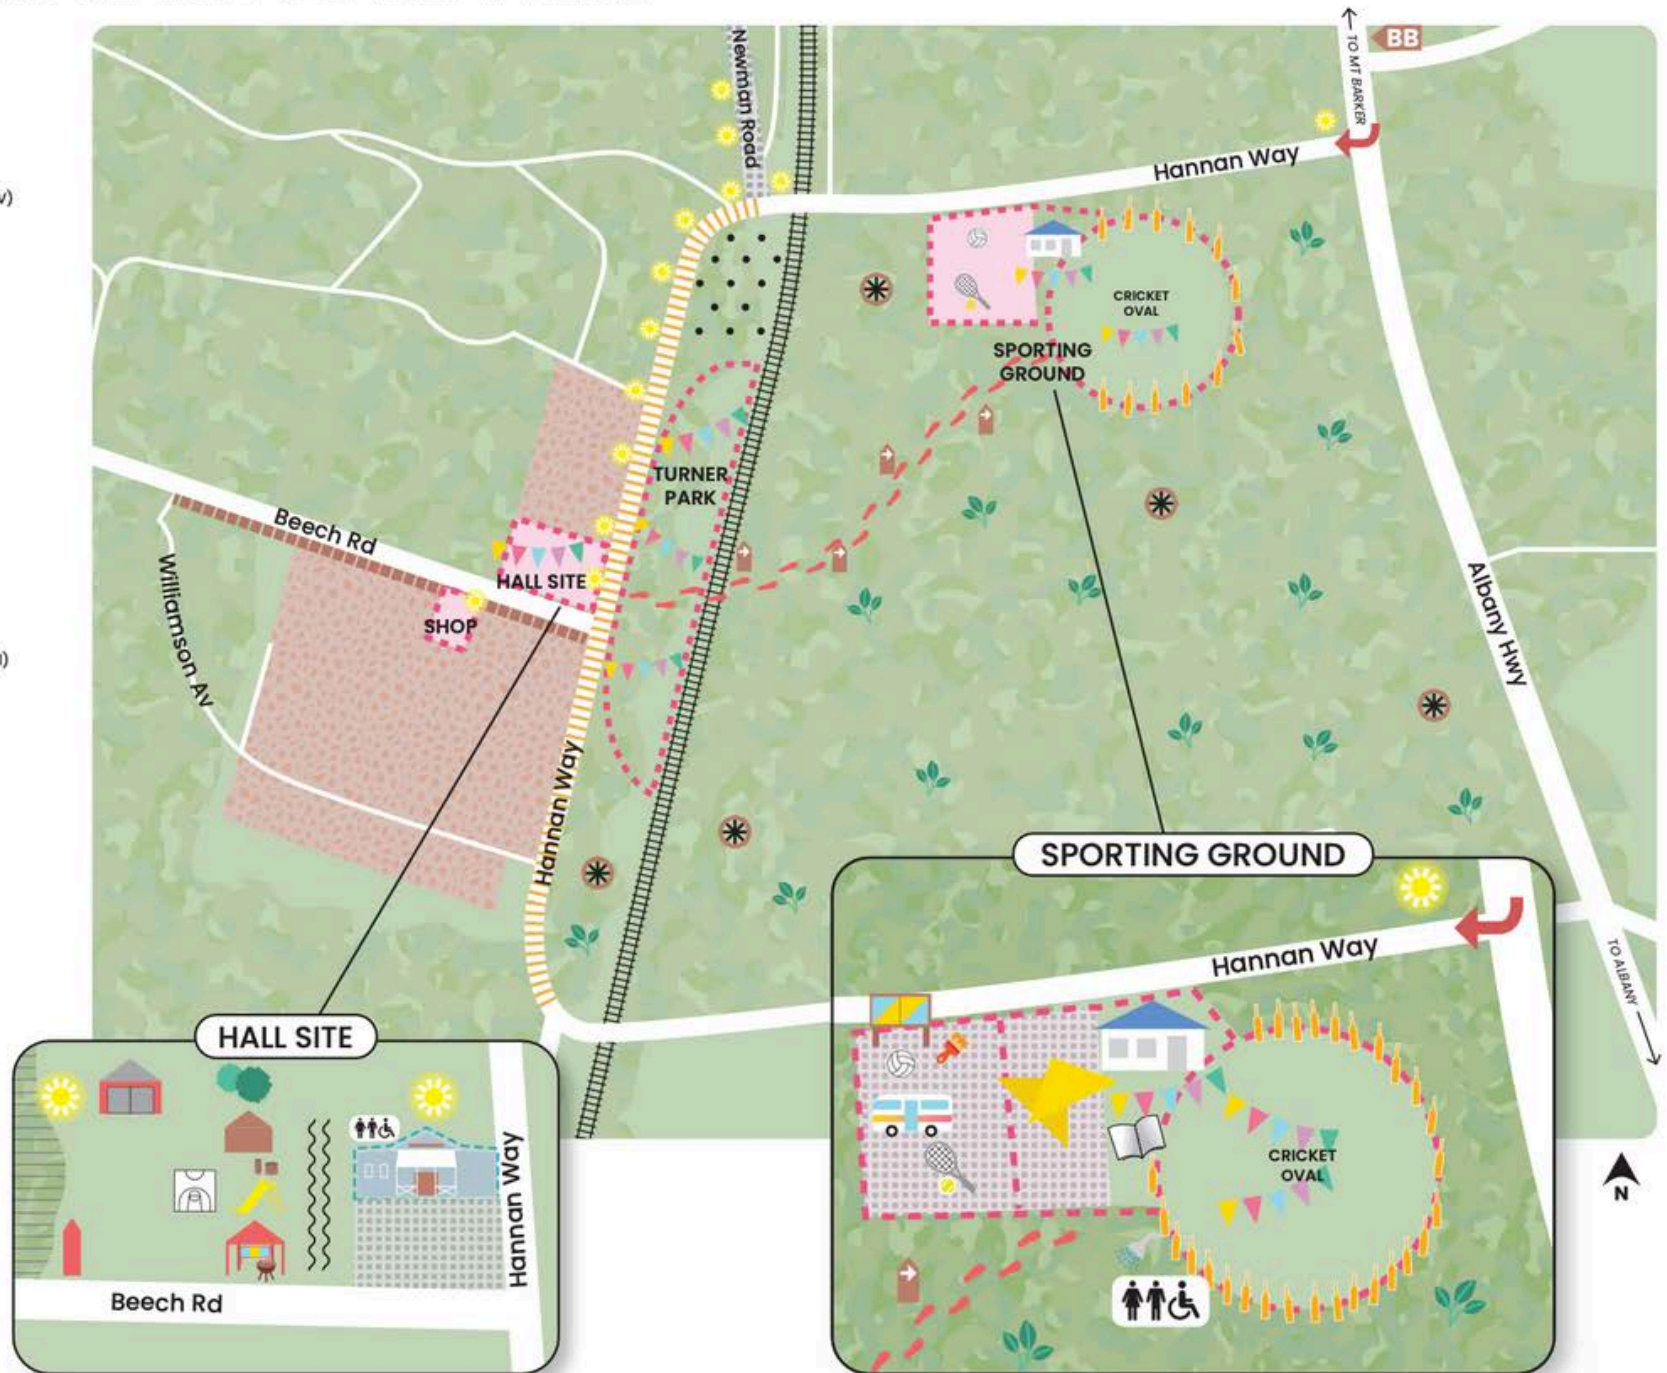 Newman Road
TO MT BARKER
BB
Hannan Way
CRICKET
OVAL
SPORTING
GROUND
TURNER
PARK
Beech Rd
HALL SITE
SHOP
Williamson Av
Albany Hwy
Hannan Way
SPORTING GROUND
TO ALBANY
Hannan Way
CRICKET
OVAL
N
HALL SITE
Hannan Way
Beech Rd